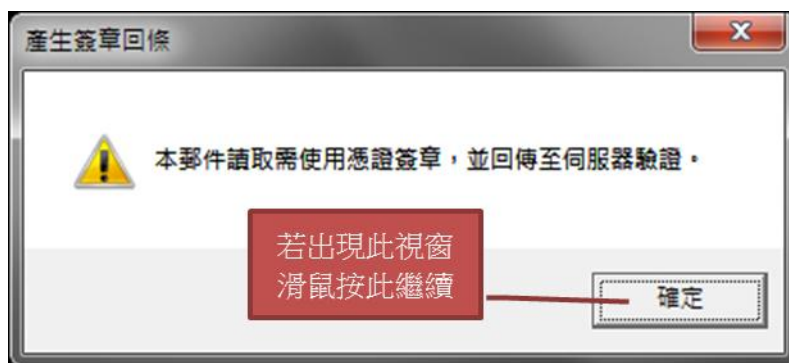 產生簽章回條
本郵件讀取需使用憑證簽章，並回傳至伺服器驗證。
若出現此視窗
滑鼠按此繼續
確定